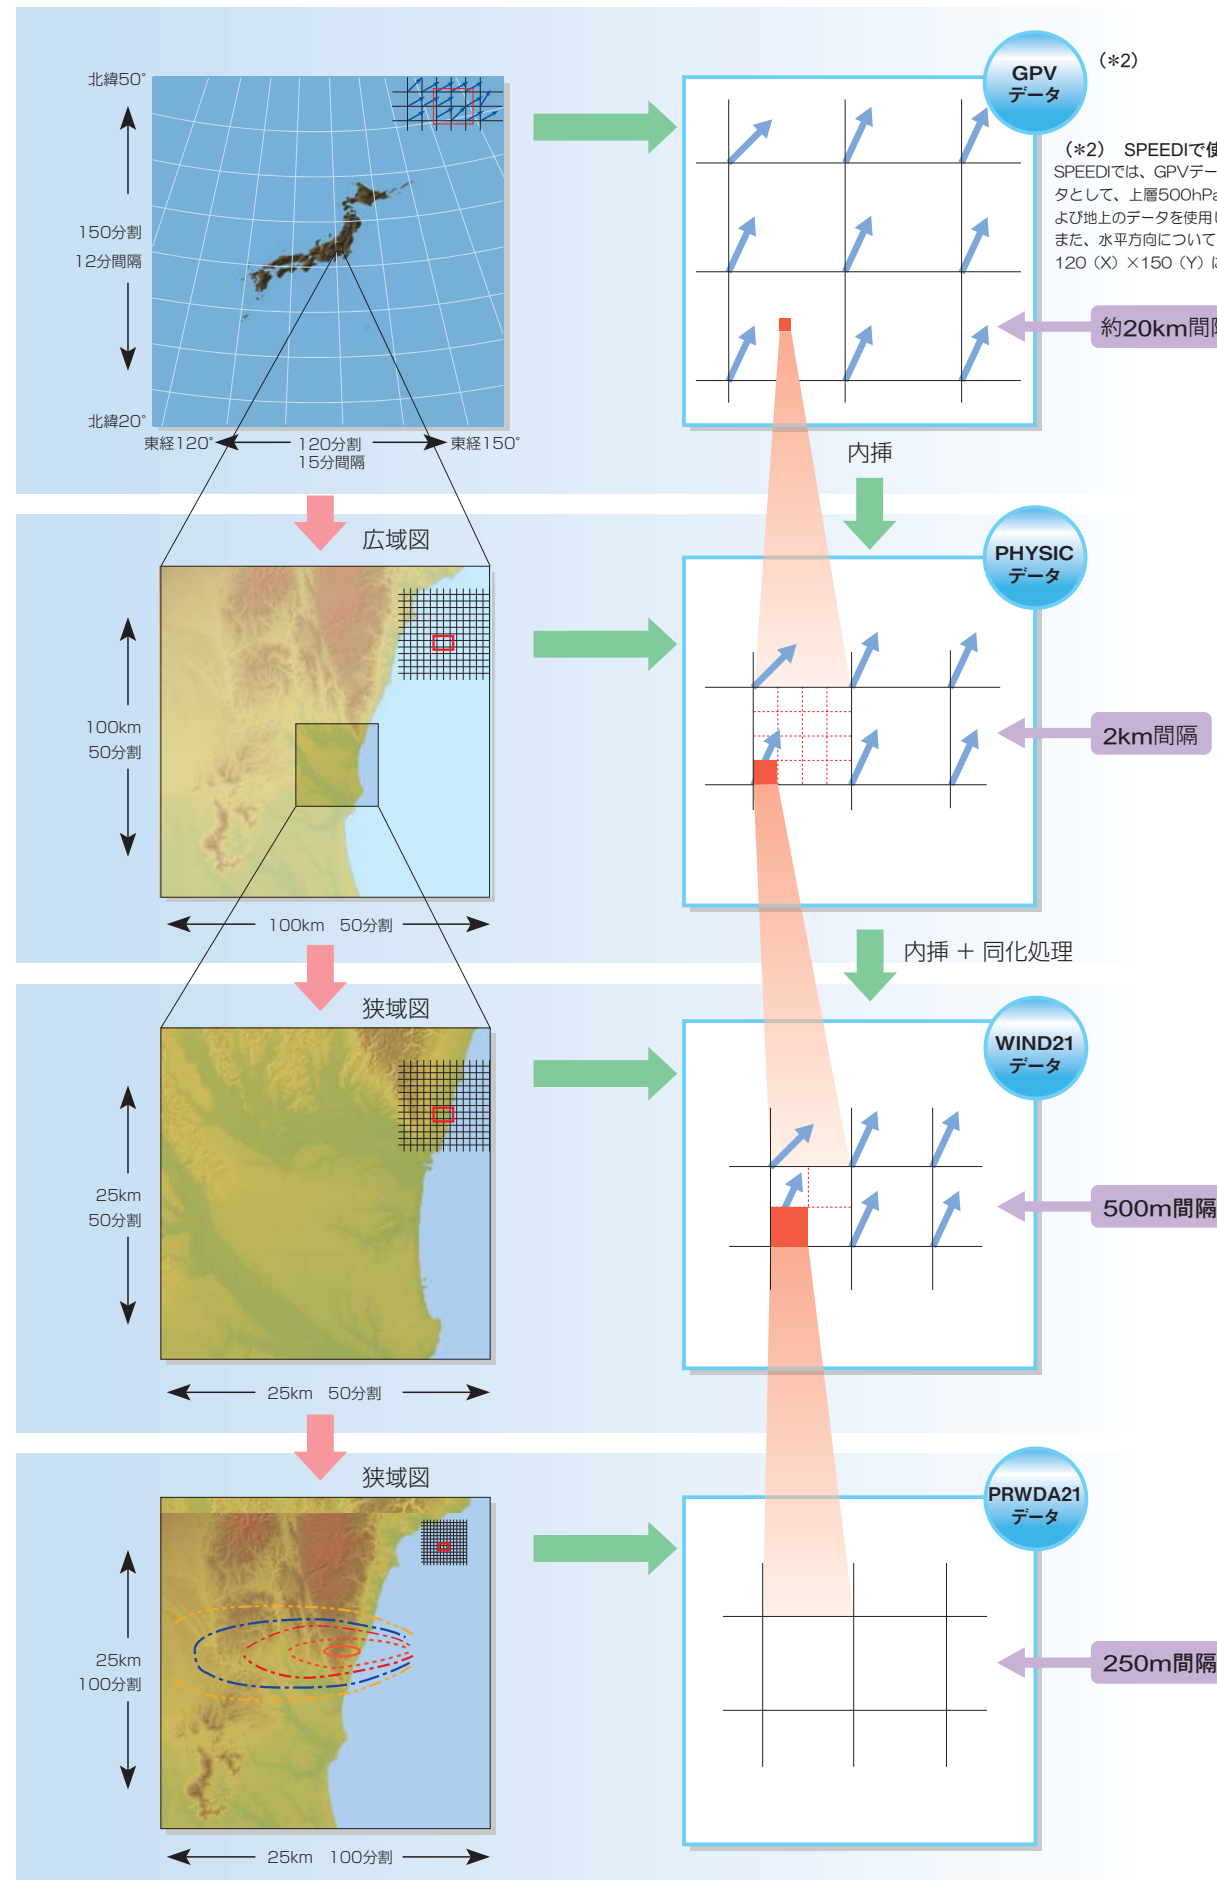 北緯50°
150分割
12分間隔
北緯20°
東経120°
120分割
15分間隔
東経150°
GPV
データ
(*2)
(*2) SPEEDIで使
SPEEDIでは、GPVデー
タとして、上層500hPa
よび地上のデータを使用し
また、水平方向について
120(X)×150(Y)に
約20km間隔
内挿
広域図
100km
50分割
100km 50分割
PHYSIC
データ
2km間隔
内挿 + 同化処理
狭域図
25km
50分割
25km 50分割
WIND21
データ
500m間隔
狭域図
25km
100分割
25km 100分割
PRWDA21
データ
250m間隔